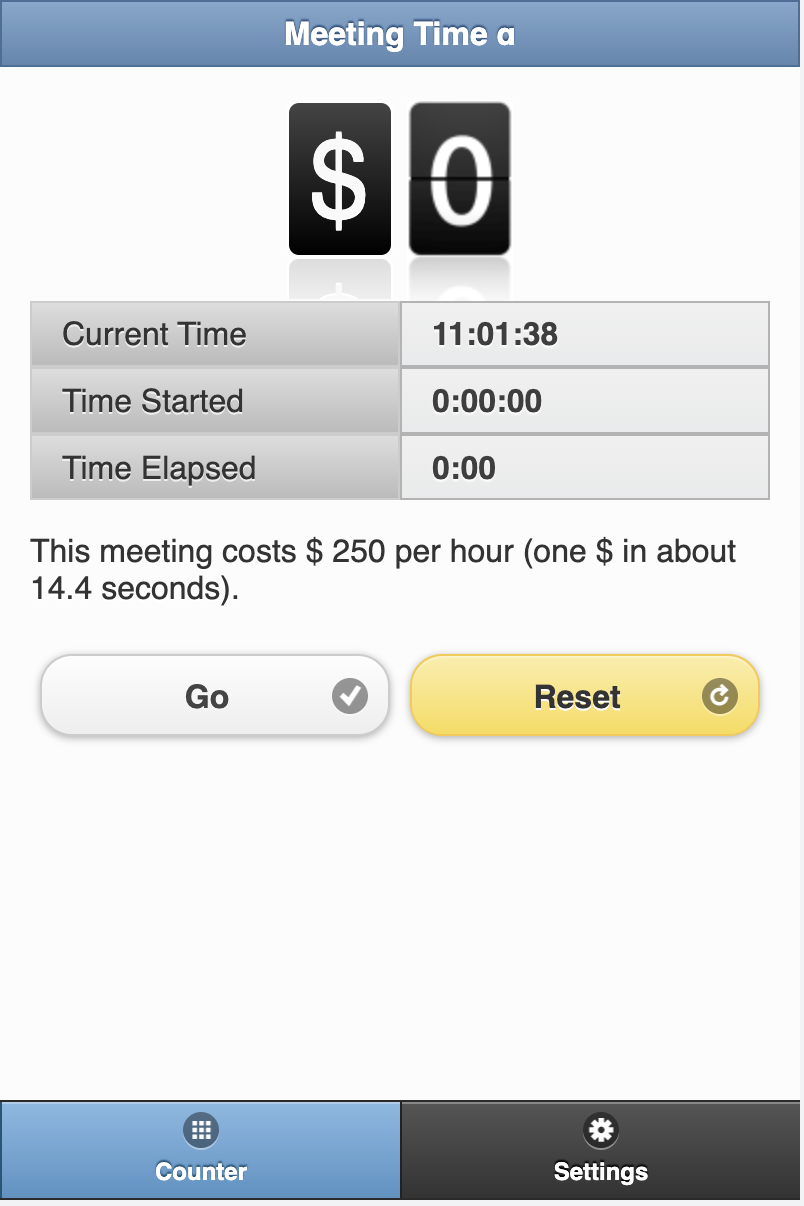 Meeting Time α
$ 0
Current Time 11:01:38
Time Started 0:00:00
Time Elapsed 0:00
This meeting costs $ 250 per hour (one $ in about
14.4 seconds).
Go Reset
Counter Settings